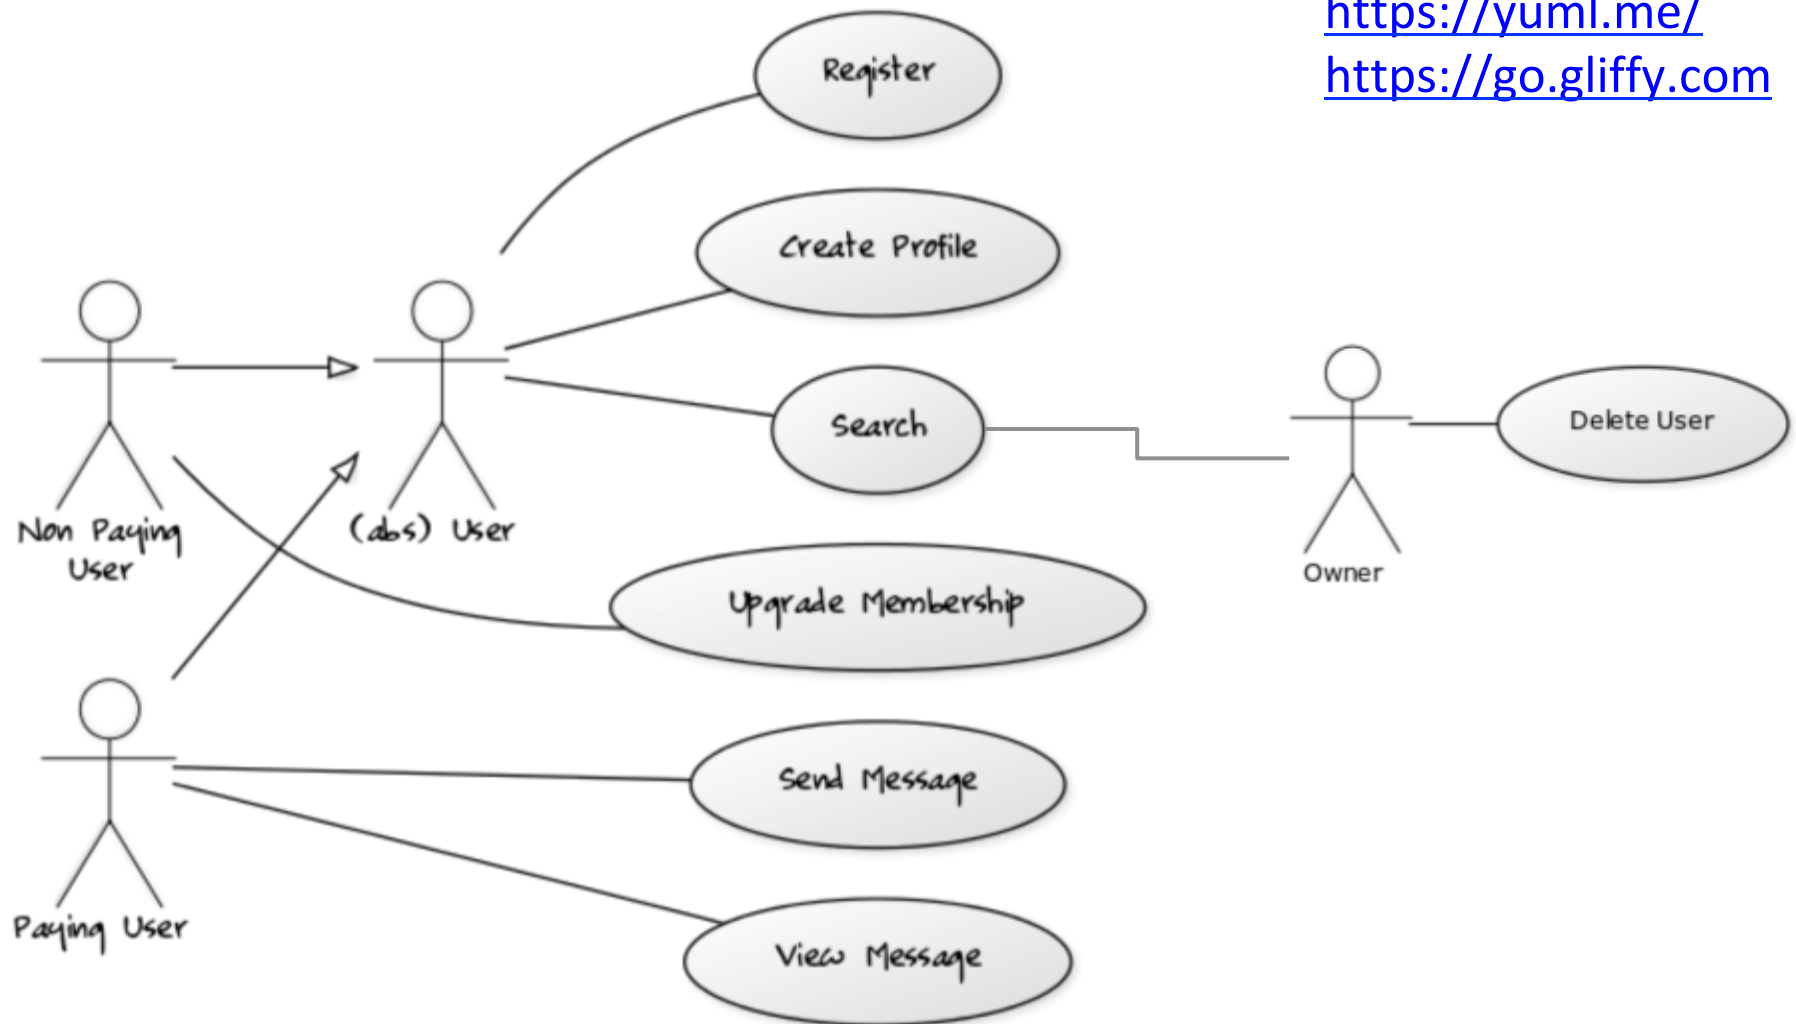 https://yuml.me/
https://go.gliffy.com
Register
Create Profile
Search
Delete User
Non Paying
User
(abs) User
Owner
Upgrade Membership
Send Message
Paying User
View Message